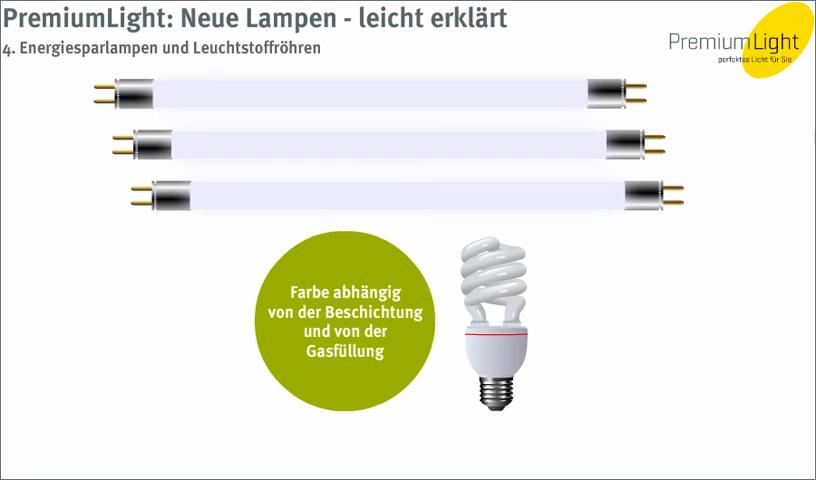 PremiumLight: Neue Lampen - leicht erklärt
4. Energiesparlampen und Leuchtstoffröhren
PremiumLight
perfektes Licht für Sie
Farbe abhängig
von der Beschichtung
und von der
Gasfüllung